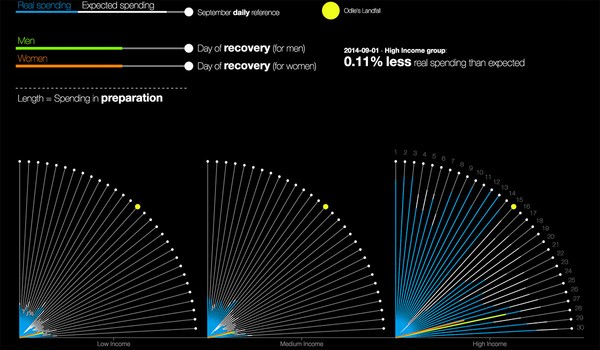 Real spending Expected spending
September daily reference
Odile's Landfall
Men
Day of recovery (for men)
Women
Day of recovery (for women)
2014-09-01 - High Income group:
0.11% less real spending than expected
Length = Spending in preparation
1 2 3 4 5 6 7 8 9 10 11 12 13 14 15 16 17 18 19 20 21 22 23 24 25 26 27 28 29 30
Low Income
Medium Income
High Income